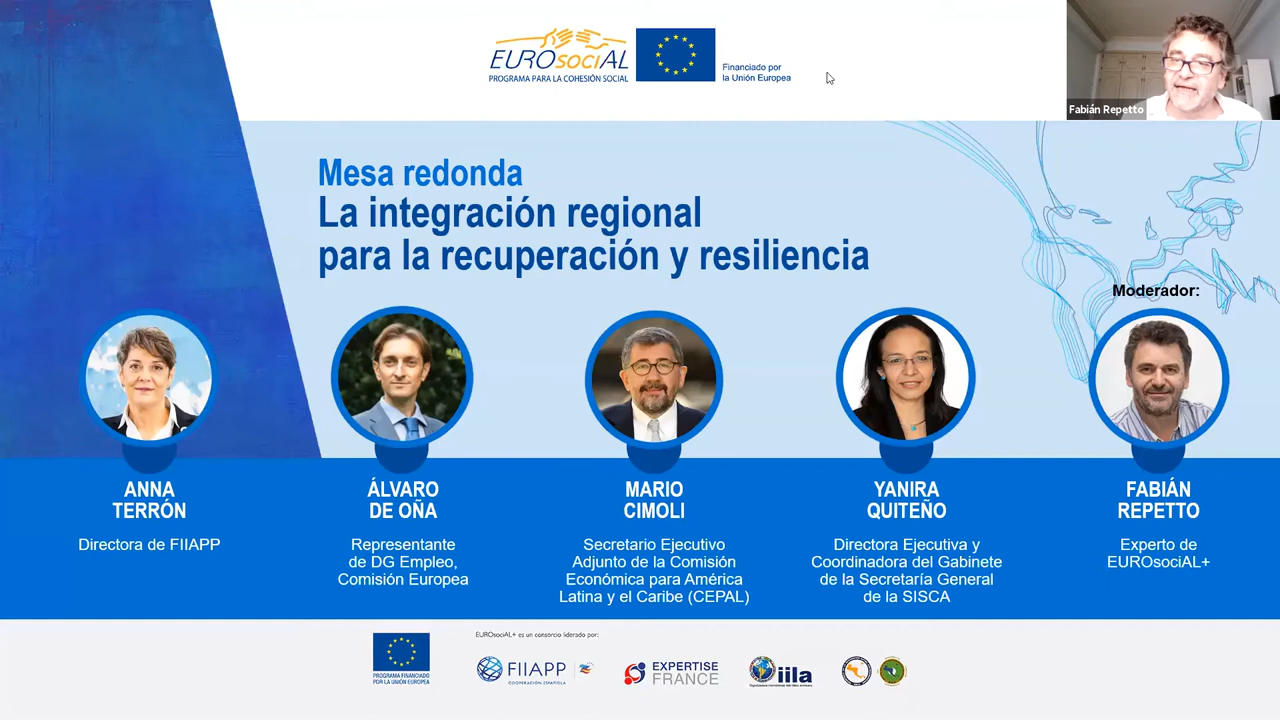 EUROsociAL
PROGRAMA PARA LA COHESIÓN SOCIAL
Financiado por
la Unión Europea
Fabián Repetto
Mesa redonda
La integración regional
para la recuperación y resiliencia
Moderador:
ANNA
TERRÓN
Directora de FIIAPP
ÁLVARO
DE OÑA
Representante
de DG Empleo,
Comisión Europea
MARIO
CIMOLI
Secretario Ejecutivo
Adjunto de la Comisión
Económica para América
Latina y el Caribe (CEPAL)
YANIRA
QUITEÑO
Directora Ejecutiva y
Coordinadora del Gabinete
de la Secretaría General
de la SISCA
FABIÁN
REPETTO
Experto de
EUROsociAL+
PROGRAMA FINANCIADO
POR LA UNIÓN EUROPEA
EUROsociAL+ es un consorcio liderado por:
FIIAPP
COOPERACIÓN ESPAÑOLA
EXPERTISE
FRANCE
iila